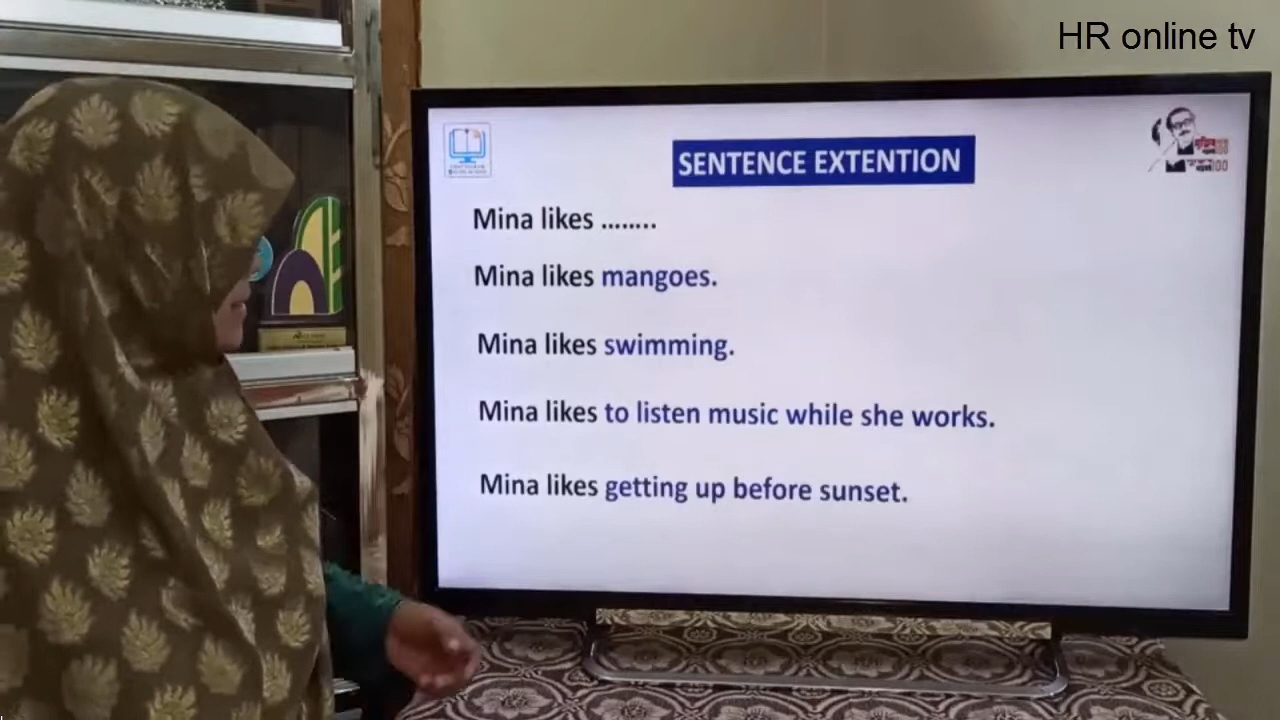 HR online tv
SENTENCE EXTENTION
Mina likes ........
Mina likes mangoes.
Mina likes swimming.
Mina likes to listen music while she works.
Mina likes getting up before sunset.